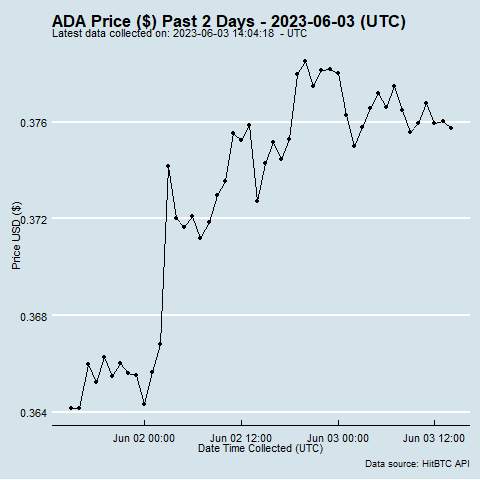 ADA Price ($) Past 2 Days - 2023-06-03 (UTC)
Latest data collected on: 2023-06-03 14:04:18 - UTC
Price USD ($)
0.376
0.372
0.368
0.364
Jun 02 00:00 Jun 02 12:00 Jun 03 00:00 Jun 03 12:00
Date Time Collected (UTC)
Data source: HitBTC API